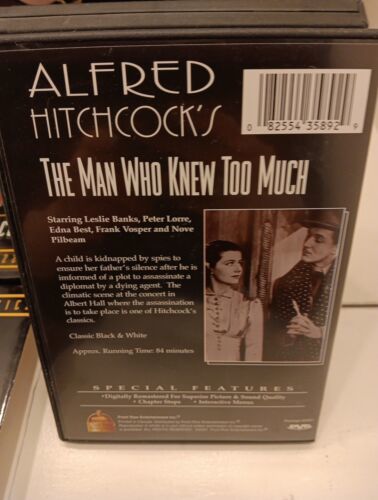 ALFRED
HITCHCOCK'S
THE MAN WHO KNEW TOO MUCH
0 82554 35892 9
Starring Leslie Banks, Peter Lorre,
Edna Best, Frank Vosper and Nove
Pilbeam
A child is kidnapped by spies to
ensure her father's silence after he is
imformed of a plot to assassinate a
diplomat by a dying agent. The
climatic scene at the concert in
Albert Hall where the assassination
is to take place is one of Hitchcock's
classics.
Classic Black & White
Approx. Running Time: 84 minutes
SPECIAL FEATURES
•Digitally Remastered For Superior Picture & Sound Quality
• Chapter Stops • Interactive Menus